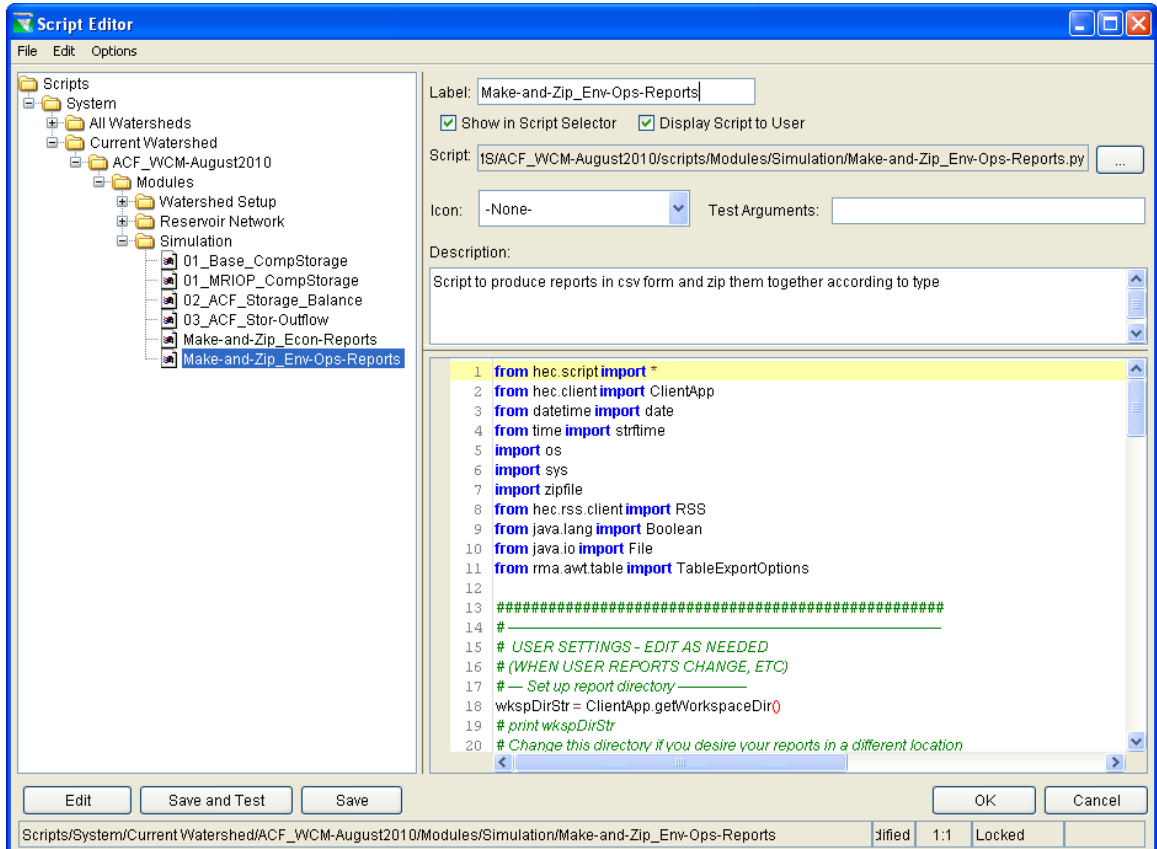 Script Editor
File Edit Options
Scripts
System
All Watersheds
Current Watershed
ACF_WCM-August2010
Modules
Watershed Setup
Reservoir Network
Simulation
01_Base_CompStorage
01_MRIOP_CompStorage
02_ACF_Storage_Balance
03_ACF_Stor-Outflow
Make-and-Zip_Econ-Reports
Make-and-Zip_Env-Ops-Reports
Label: Make-and-Zip_Env-Ops-Reports
Show in Script Selector Display Script to User
Script: 1S/ACF_WCM-August2010/scripts/Modules/Simulation/Make-and-Zip_Env-Ops-Reports.py ...
Icon: -None- Test Arguments:
Description:
Script to produce reports in csv form and zip them together according to type
1 from hec.script import *
2 from hec.client import ClientApp
3 from datetime import date
4 from time import strftime
5 import os
6 import sys
7 import zipfile
8 from hec.rss.client import RSS
9 from java.lang import Boolean
10 from java.io import File
11 from rma.awt.table import TableExportOptions
12
13 ####################################################
14 # ------------------------------------------------
15 # USER SETTINGS - EDIT AS NEEDED
16 # (WHEN USER REPORTS CHANGE, ETC)
17 # --- Set up report directory ------------
18 wkspDirStr = ClientApp.getWorkspaceDir()
19 # print wkspDirStr
20 # Change this directory if you desire your reports in a different location
Edit Save and Test Save OK Cancel
Scripts/System/Current Watershed/ACF_WCM-August2010/Modules/Simulation/Make-and-Zip_Env-Ops-Reports dified 1:1 Locked